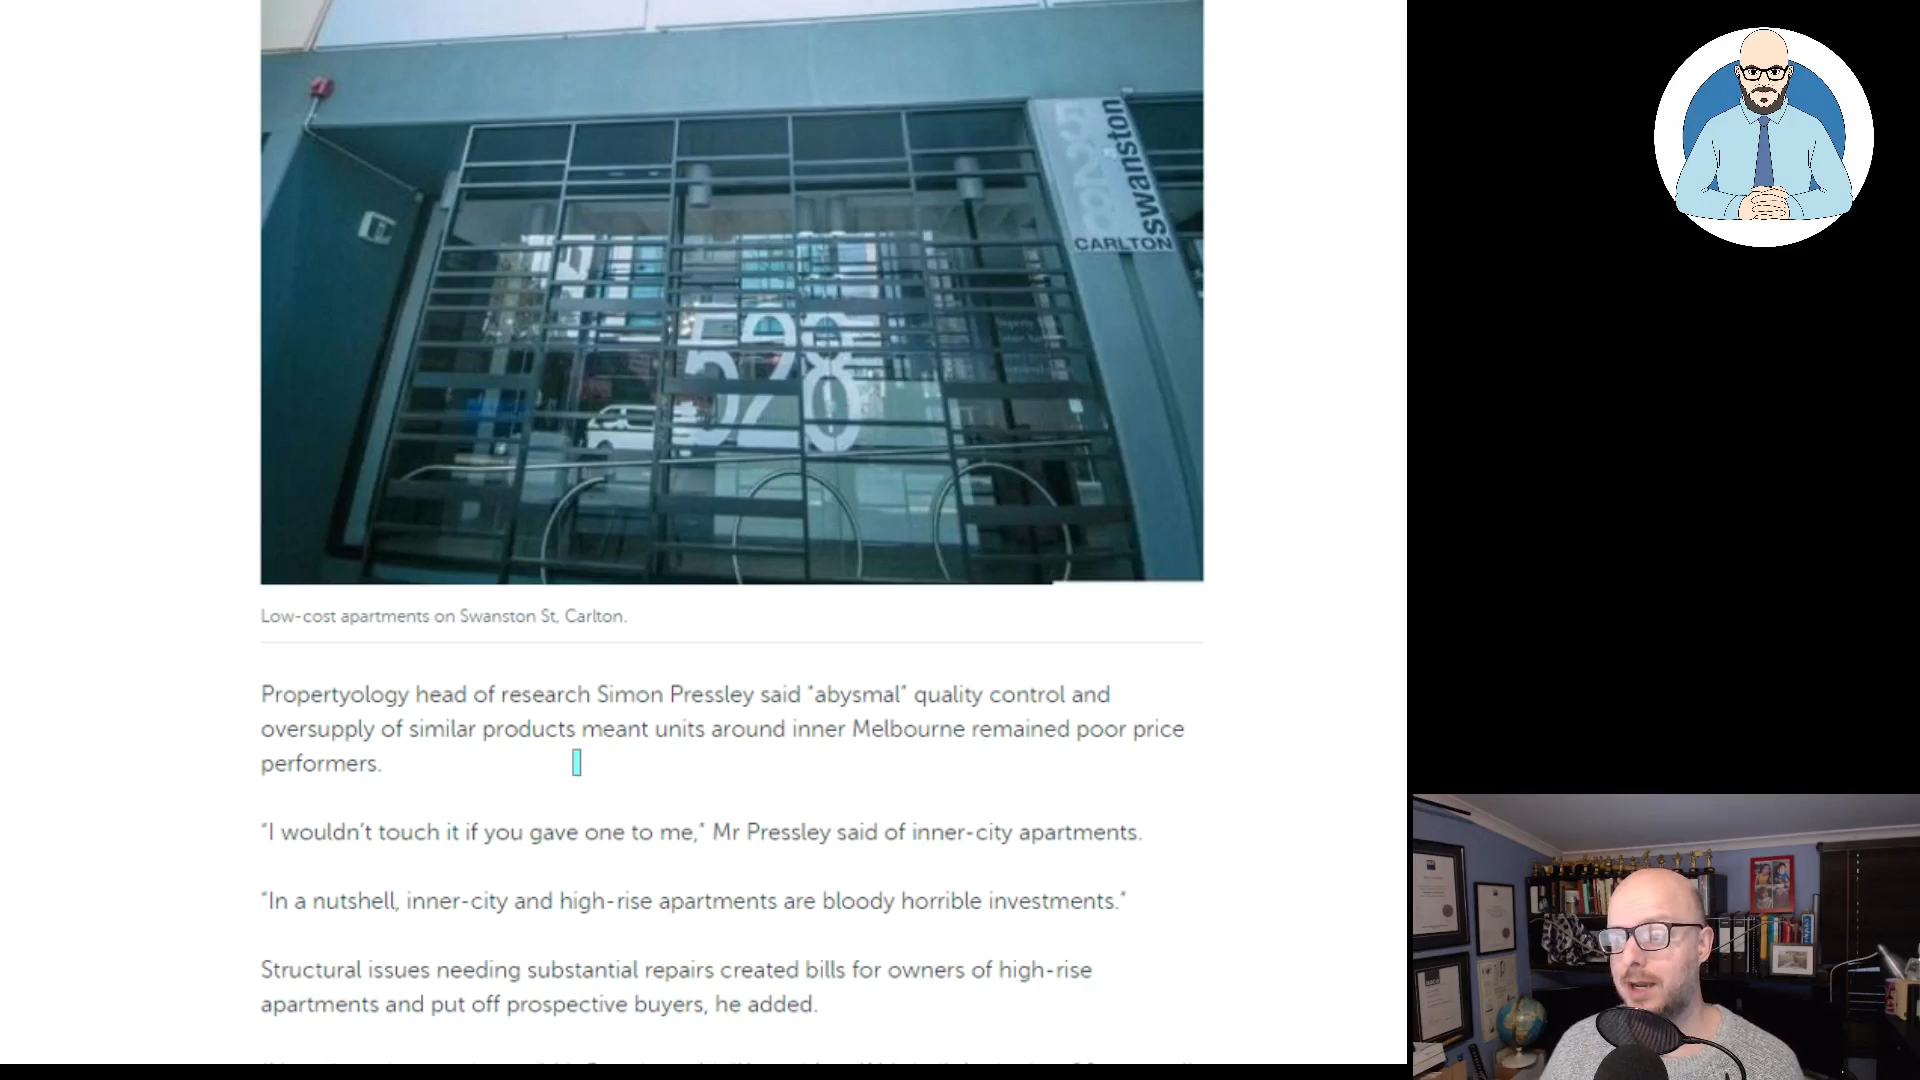 528
swanston
CARLTON
528
Low-cost apartments on Swanston St, Carlton.
Propertyology head of research Simon Pressley said “abysmal” quality control and
oversupply of similar products meant units around inner Melbourne remained poor price
performers.
“I wouldn’t touch it if you gave one to me,” Mr Pressley said of inner-city apartments.
“In a nutshell, inner-city and high-rise apartments are bloody horrible investments.”
Structural issues needing substantial repairs created bills for owners of high-rise
apartments and put off prospective buyers, he added.